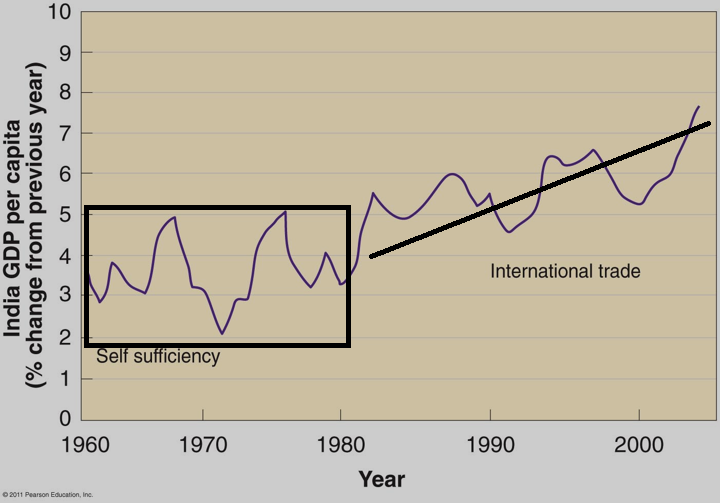 10
9
8
7
6
5
4
3
2
1
0
India GDP per capita
(% change from previous year)
International trade
Self sufficiency
1960 1970 1980 1990 2000
Year
© 2011 Pearson Education, Inc.